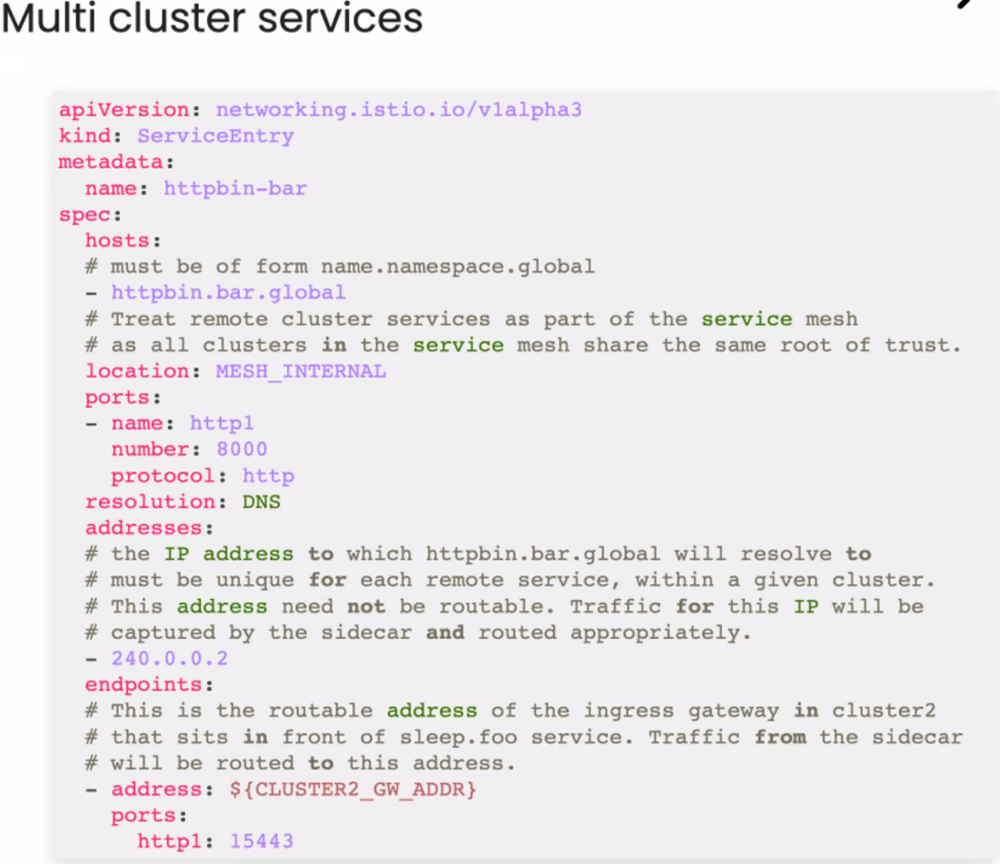 Multi cluster services
apiVersion: networking.istio.io/v1alpha3
kind: ServiceEntry
metadata:
  name: httpbin-bar
spec:
  hosts:
  # must be of form name.namespace.global
  - httpbin.bar.global
  # Treat remote cluster services as part of the service mesh
  # as all clusters in the service mesh share the same root of trust.
  location: MESH_INTERNAL
  ports:
  - name: http1
    number: 8000
    protocol: http
  resolution: DNS
  addresses:
  # the IP address to which httpbin.bar.global will resolve to
  # must be unique for each remote service, within a given cluster.
  # This address need not be routable. Traffic for this IP will be
  # captured by the sidecar and routed appropriately.
  - 240.0.0.2
  endpoints:
  # This is the routable address of the ingress gateway in cluster2
  # that sits in front of sleep.foo service. Traffic from the sidecar
  # will be routed to this address.
  - address: ${CLUSTER2_GW_ADDR}
    ports:
      http1: 15443